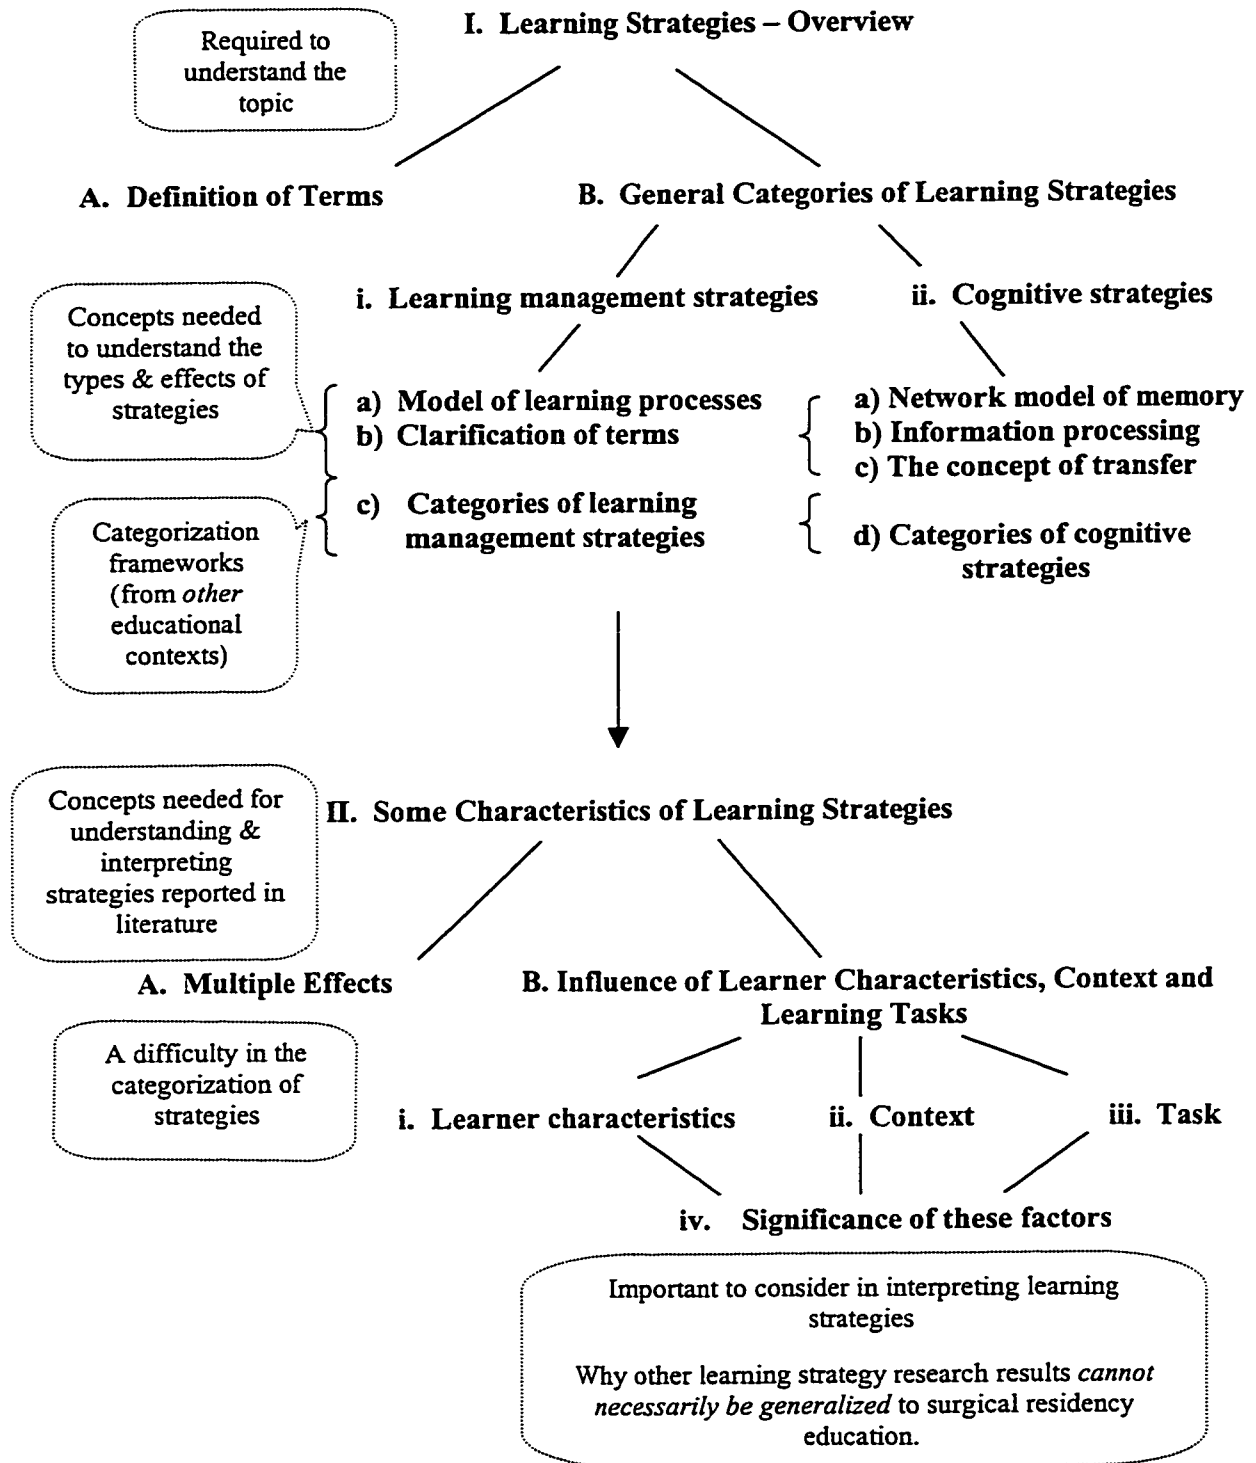 I. Learning Strategies – Overview
Required to
understand the
topic
A. Definition of Terms
B. General Categories of Learning Strategies
i. Learning management strategies
ii. Cognitive strategies
Concepts needed
to understand the
types & effects of
strategies
a) Model of learning processes
b) Clarification of terms
a) Network model of memory
b) Information processing
c) The concept of transfer
Categorization
frameworks
(from other
educational
contexts)
c) Categories of learning
management strategies
d) Categories of cognitive
strategies
Concepts needed for
understanding &
interpreting
strategies reported in
literature
II. Some Characteristics of Learning Strategies
A. Multiple Effects
B. Influence of Learner Characteristics, Context and
Learning Tasks
A difficulty in the
categorization of
strategies
i. Learner characteristics
ii. Context
iii. Task
iv. Significance of these factors
Important to consider in interpreting learning
strategies
Why other learning strategy research results cannot
necessarily be generalized to surgical residency
education.